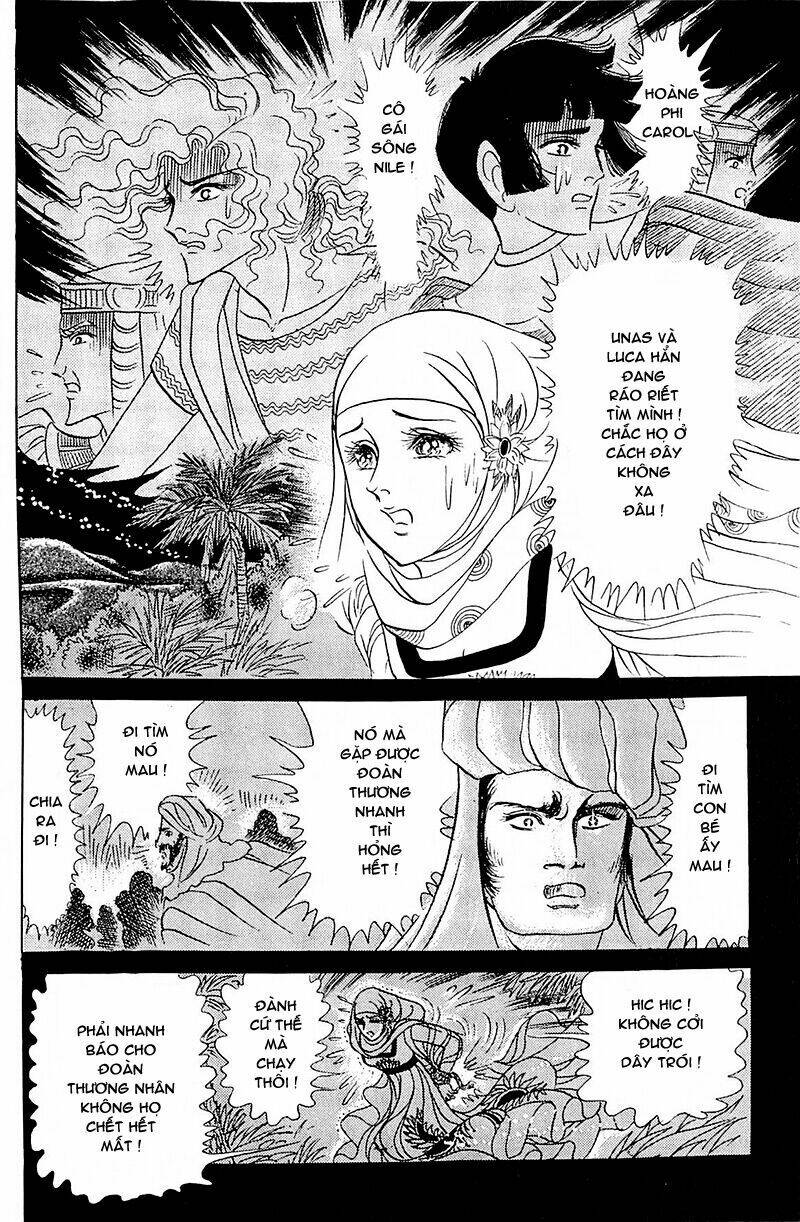 HOÀNG
PHI
CAROL!
CÔ
GÁI
SÔNG
NILE !
UNAS VÀ
LUCA HẲN
ĐANG
RÁO RIẾT
TÌM MÌNH !
CHẮC HỌ Ở
CÁCH ĐÂY
KHÔNG
XA
ĐÂU !
ĐI
TÌM
CON
BÉ
ẤY
MAU !
NÓ MÀ
GẶP ĐƯỢC
ĐOÀN
THƯƠNG
NHANH
THÌ
HỎNG
HẾT !
ĐI TÌM
NÓ
MAU !
CHIA
RA
ĐI !
HIC HIC !
KHÔNG CỞI
ĐƯỢC
DÂY TRÓI !
ĐÀNH
CỨ THẾ
MÀ
CHẠY
THÔI !
PHẢI NHANH
BÁO CHO
ĐOÀN
THƯƠNG NHÂN
KHÔNG HỌ
CHẾT HẾT
MẤT !